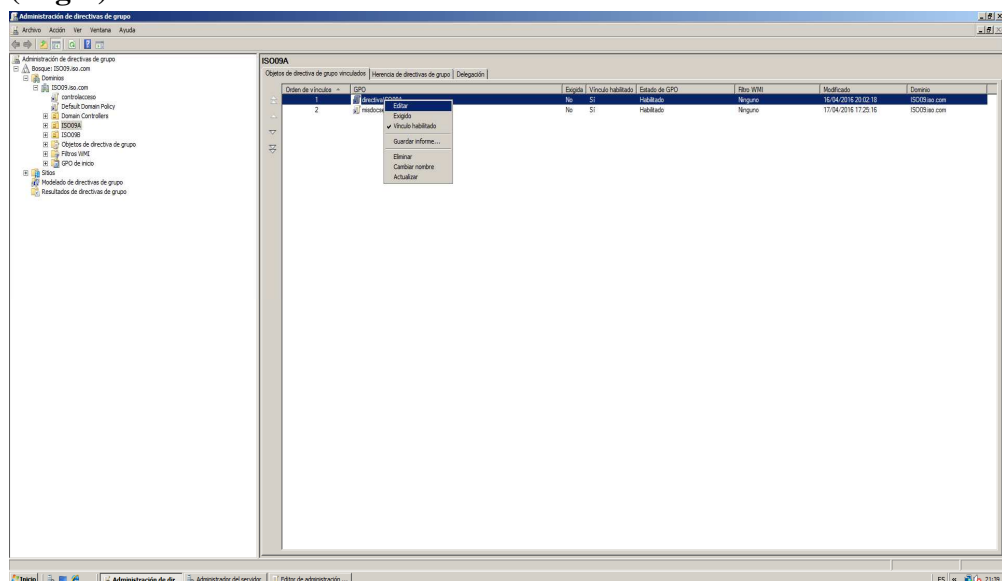 Administración de directivas de grupo
Archivo Acción Ver Ventana Ayuda
Administración de directivas de grupo
Bosque: ISO09.iso.com
Dominios
ISO09.iso.com
controlacceso
Default Domain Policy
Domain Controllers
ISO09A
ISO09B
Objetos de directiva de grupo
Filtros WMI
GPO de inicio
Sitios
Modelado de directivas de grupo
Resultados de directivas de grupo
ISO09A
Objetos de directiva de grupo vinculados Herencia de directivas de grupo Delegación
Orden de vínculos GPO Exigida Vínculo habilitado Estado de GPO Filtro WMI Modificado Dominio
1 No Sí Habilitado Ninguno 16/04/2016 20:02:18 ISO09.iso.com
2 No Sí Habilitado Ninguno 17/04/2016 17:25:16 ISO09.iso.com
Editar
Exigido
Vínculo habilitado
Guardar informe...
Eliminar
Cambiar nombre
Actualizar
Inicio Administración de dir... Administrador del servidor Editor de administración ... ES 21:39